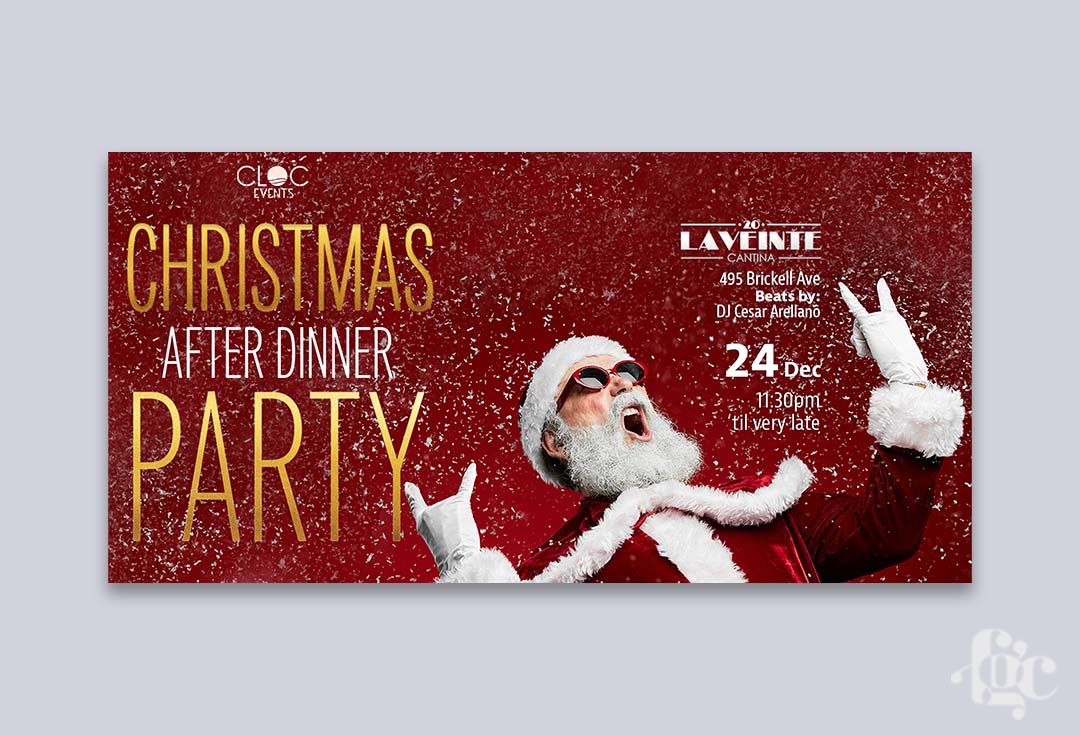 CLOC
EVENTS
CHRISTMAS
AFTER DINNER
PARTY
20
LAVEINTE
CANTINA
495 Brickell Ave
Beats by:
DJ Cesar Arellano
24 Dec
11:30pm
'til very late
fgc